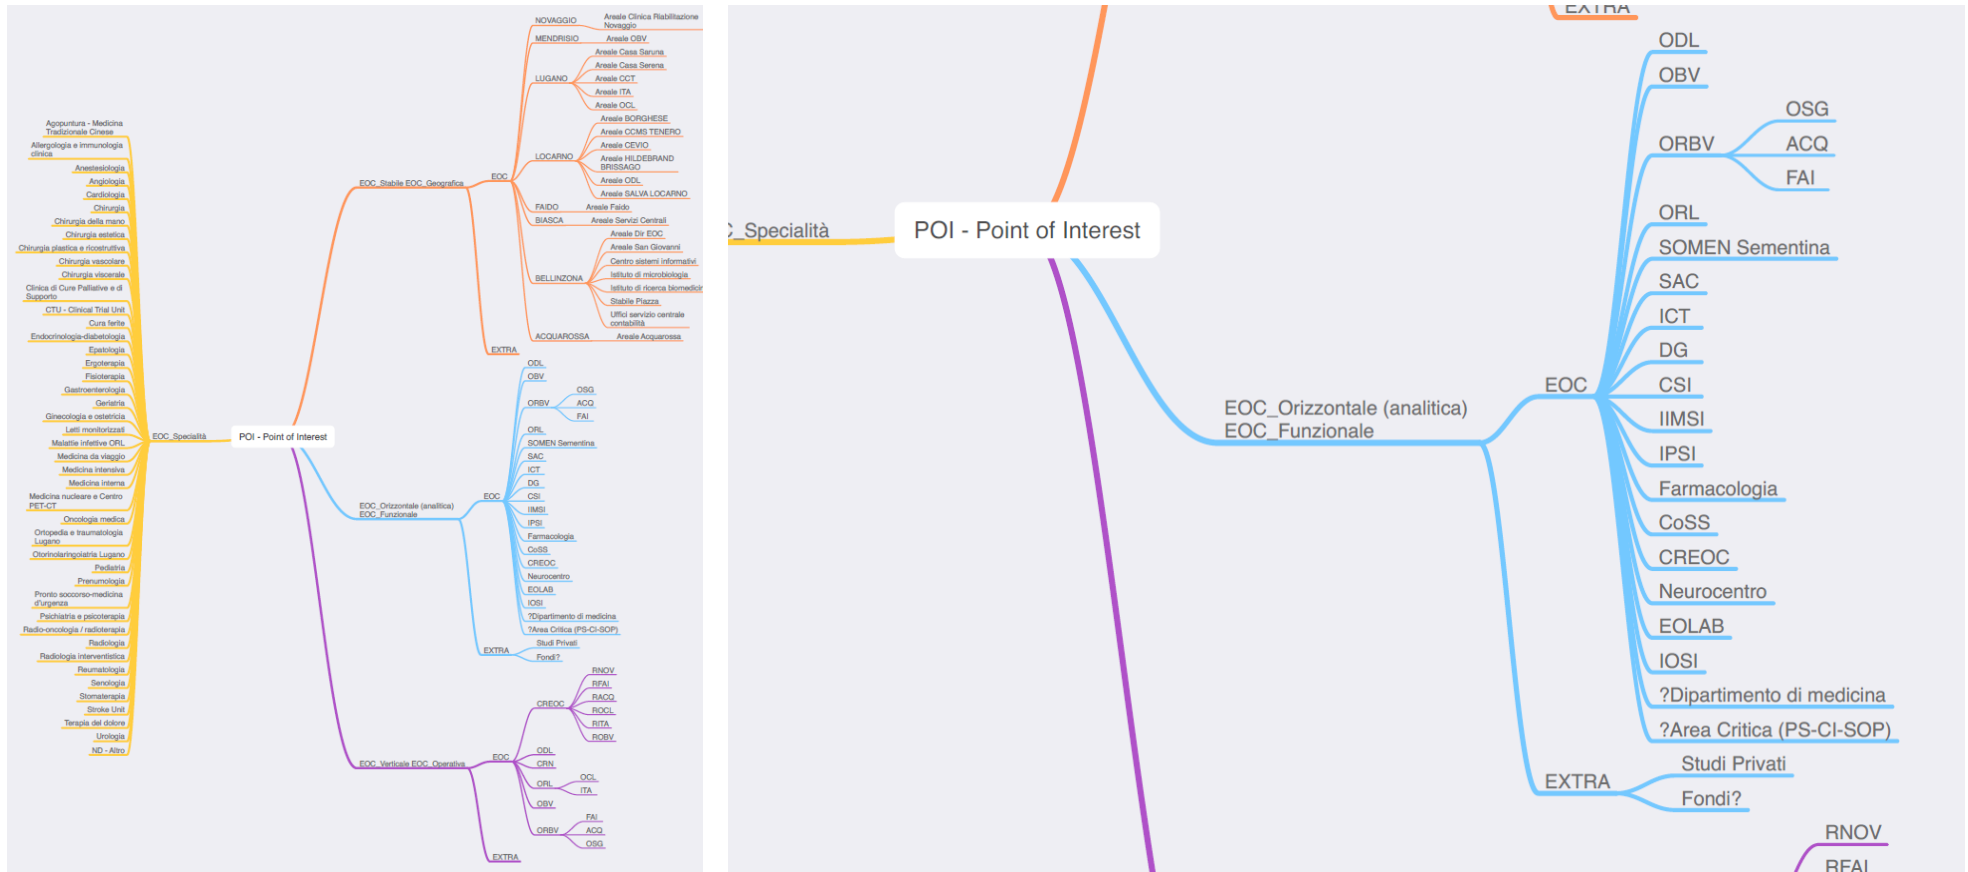 NOVAGGIO
Areale Clinica Riabilitazione
Novaggio
MENDRISIO
Areale OBV
LUGANO
Areale Casa Saruna
Areale Casa Serena
Areale CCT
Areale ITA
Areale OCL
LOCARNO
Areale BORGHESE
Areale CCMS TENERO
Areale CEVIO
Areale HILDEBRAND
BRISSAGO
Areale ODL
Areale SALVA LOCARNO
EOC_Stabile EOC_Geografica
EOC
FAIDO
Areale Faido
BIASCA
Areale Servizi Centrali
BELLINZONA
Areale Dir EOC
Areale San Giovanni
Centro sistemi informativi
Istituto di microbiologia
Istituto di ricerca
Stabile Piazza
Uffici servizio centrale
contabilità
ACQUAROSSA
Areale Acquarossa
EXTRA
Agopuntura - Medicina
Tradizionale Cinese
Allergologia e immunologia
clinica
Anestesiologia
Angiologia
Cardiologia
Chirurgia
Chirurgia della mano
Chirurgia estetica
Chirurgia plastica e ricostruttiva
Chirurgia vascolare
Chirurgia viscerale
Clinica di Cure Palliative e di
Supporto
CTU - Clinical Trial Unit
Cura ferite
Endocrinologia-diabetologia
Epatologia
Ergoterapia
Fisioterapia
Gastroenterologia
Geriatria
Ginecologia e ostetricia
Letti monitorizzati
Malattie infettive ORL
Medicina da viaggio
Medicina intensiva
Medicina interna
Medicina nucleare e Centro
PET-CT
Oncologia medica
Ortopedia e traumatologia
Lugano
Otorinolaringoiatria Lugano
Pediatria
Pneumologia
Pronto soccorso-medicina
d'urgenza
Psichiatria e psicoterapia
Radio-oncologia / radioterapia
Radiologia
Radiologia interventistica
Reumatologia
Senologia
Stomaterapia
Stroke Unit
Terapia del dolore
Urologia
ND - Altro
EOC_Specialità
POI - Point of Interest
EOC_Orizzontale (analitica)
EOC_Funzionale
EOC
ODL
OBV
ORBV
OSG
ACQ
FAI
ORL
SOMEN Sementina
SAC
ICT
DG
CSI
IIMSI
IPSI
Farmacologia
CoSS
CREOC
Neurocentro
EOLAB
IOSI
?Dipartimento di medicina
?Area Critica (PS-CI-SOP)
EXTRA
Studi Privati
Fondi?
EOC_Verticale EOC_Operativa
EOC
CREOC
RNOV
RFAI
RACQ
ROCL
RITA
ROBV
ODL
CRN
ORL
OCL
ITA
OBV
ORBV
FAI
ACQ
OSG
EXTRA
EXTRA
C_Specialità
POI - Point of Interest
EOC_Orizzontale (analitica)
EOC_Funzionale
EOC
ODL
OBV
ORBV
OSG
ACQ
FAI
ORL
SOMEN Sementina
SAC
ICT
DG
CSI
IIMSI
IPSI
Farmacologia
CoSS
CREOC
Neurocentro
EOLAB
IOSI
?Dipartimento di medicina
?Area Critica (PS-CI-SOP)
EXTRA
Studi Privati
Fondi?
RNOV
RFAI